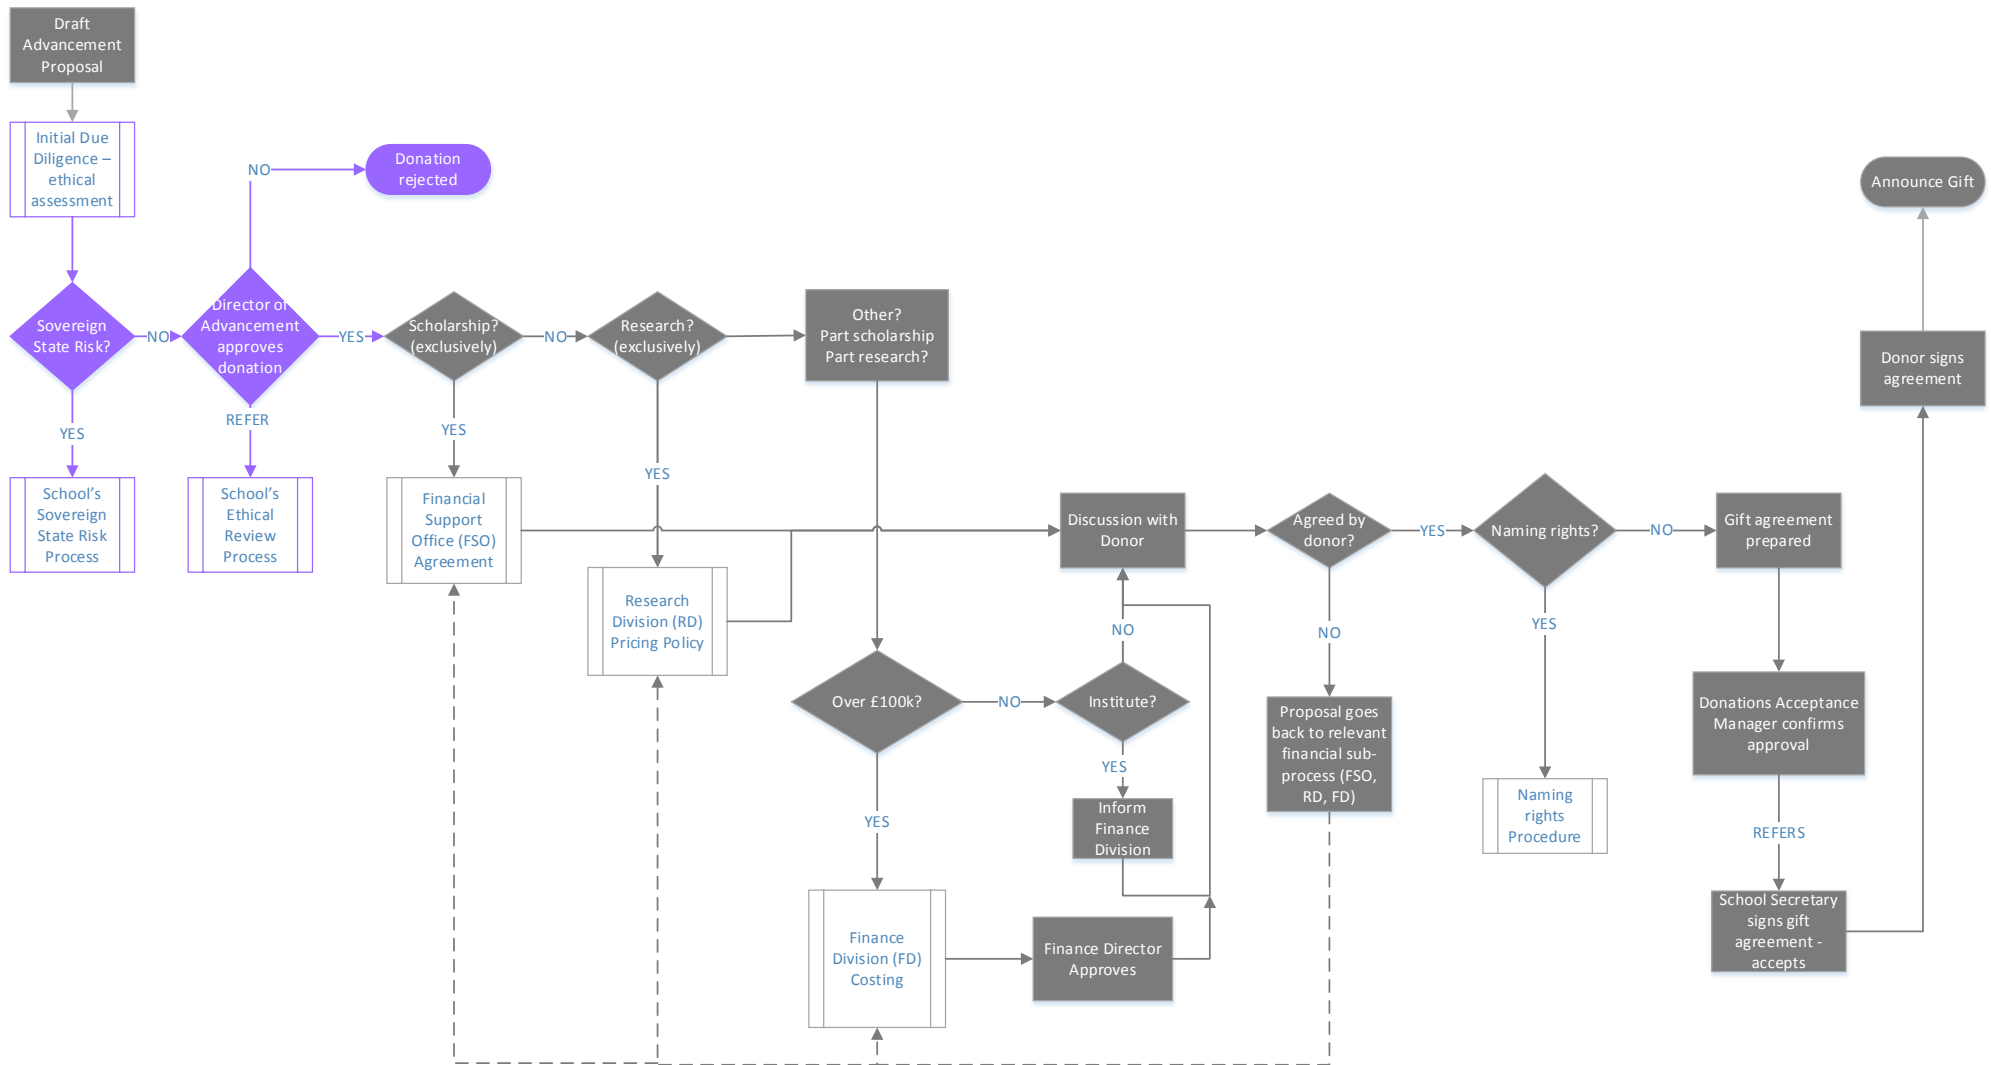 Draft
Advancement
Proposal
Initial Due
Diligence –
ethical
assessment
NO
Donation
rejected
Announce Gift
Sovereign
State Risk?
NO
Director of
Advancement
approves
donation
YES
Scholarship?
(exclusively)
NO
Research?
(exclusively)
Other?
Part scholarship
Part research?
Donor signs
agreement
YES
REFER
YES
YES
School's
Sovereign
State Risk
Process
School's
Ethical
Review
Process
Financial
Support
Office (FSO)
Agreement
Research
Division (RD)
Pricing Policy
Discussion with
Donor
Agreed by
donor?
YES
Naming rights?
NO
Gift agreement
prepared
NO
NO
YES
Over £100k?
NO
Institute?
YES
Inform
Finance
Division
Proposal goes
back to relevant
financial sub-
process (FSO,
RD, FD)
Naming
rights
Procedure
Donations Acceptance
Manager confirms
approval
REFERS
YES
Finance
Division (FD)
Costing
Finance Director
Approves
School Secretary
signs gift
agreement -
accepts